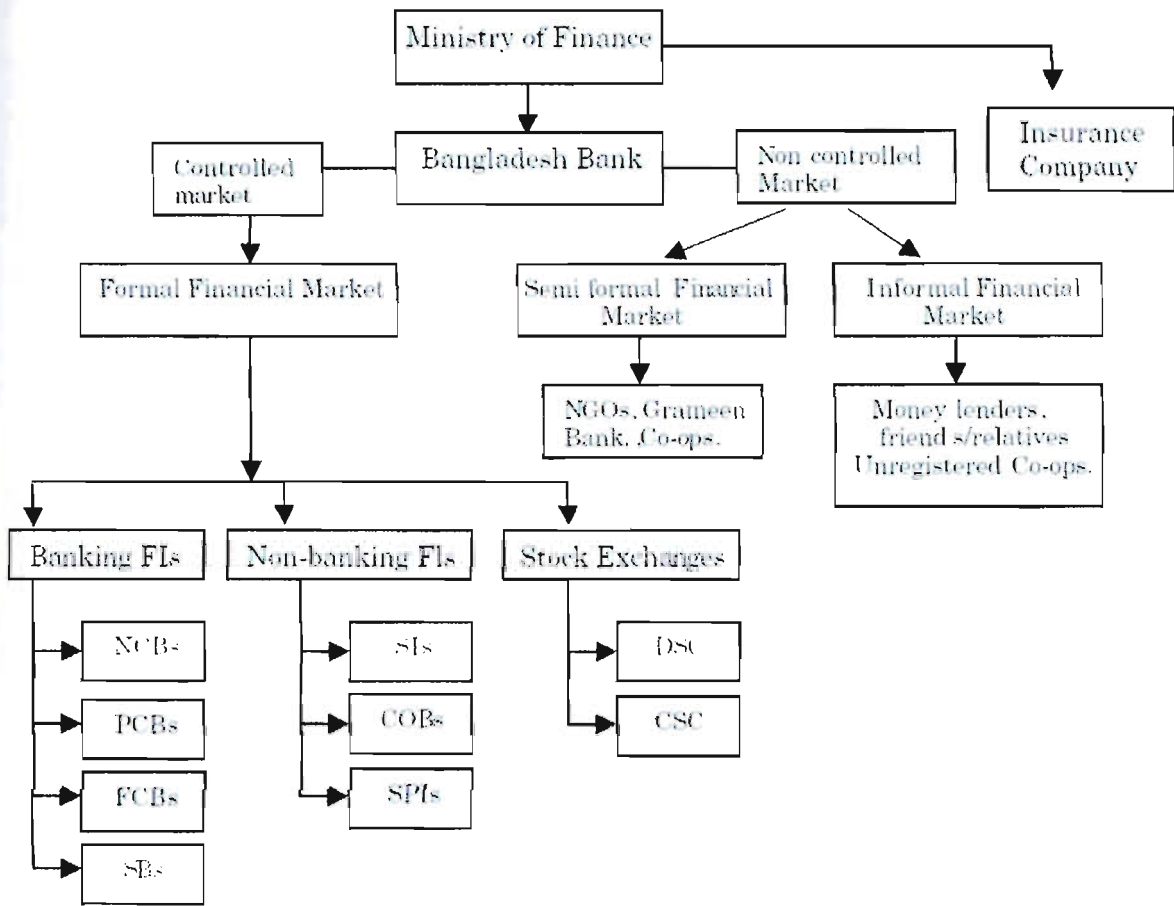 Ministry of Finance
Insurance
Company
Bangladesh Bank
Controlled
market
Non controlled
Market
Formal Financial Market
Semi formal Financial
Market
Informal Financial
Market
NGOs, Grameen
Bank, Co-ops.
Money lenders,
friends/relatives
Unregistered Co-ops.
Banking FIs
Non-banking FIs
Stock Exchanges
NCBs
SIs
DSC
PCBs
COBs
CSC
FCBs
SPIs
SBs